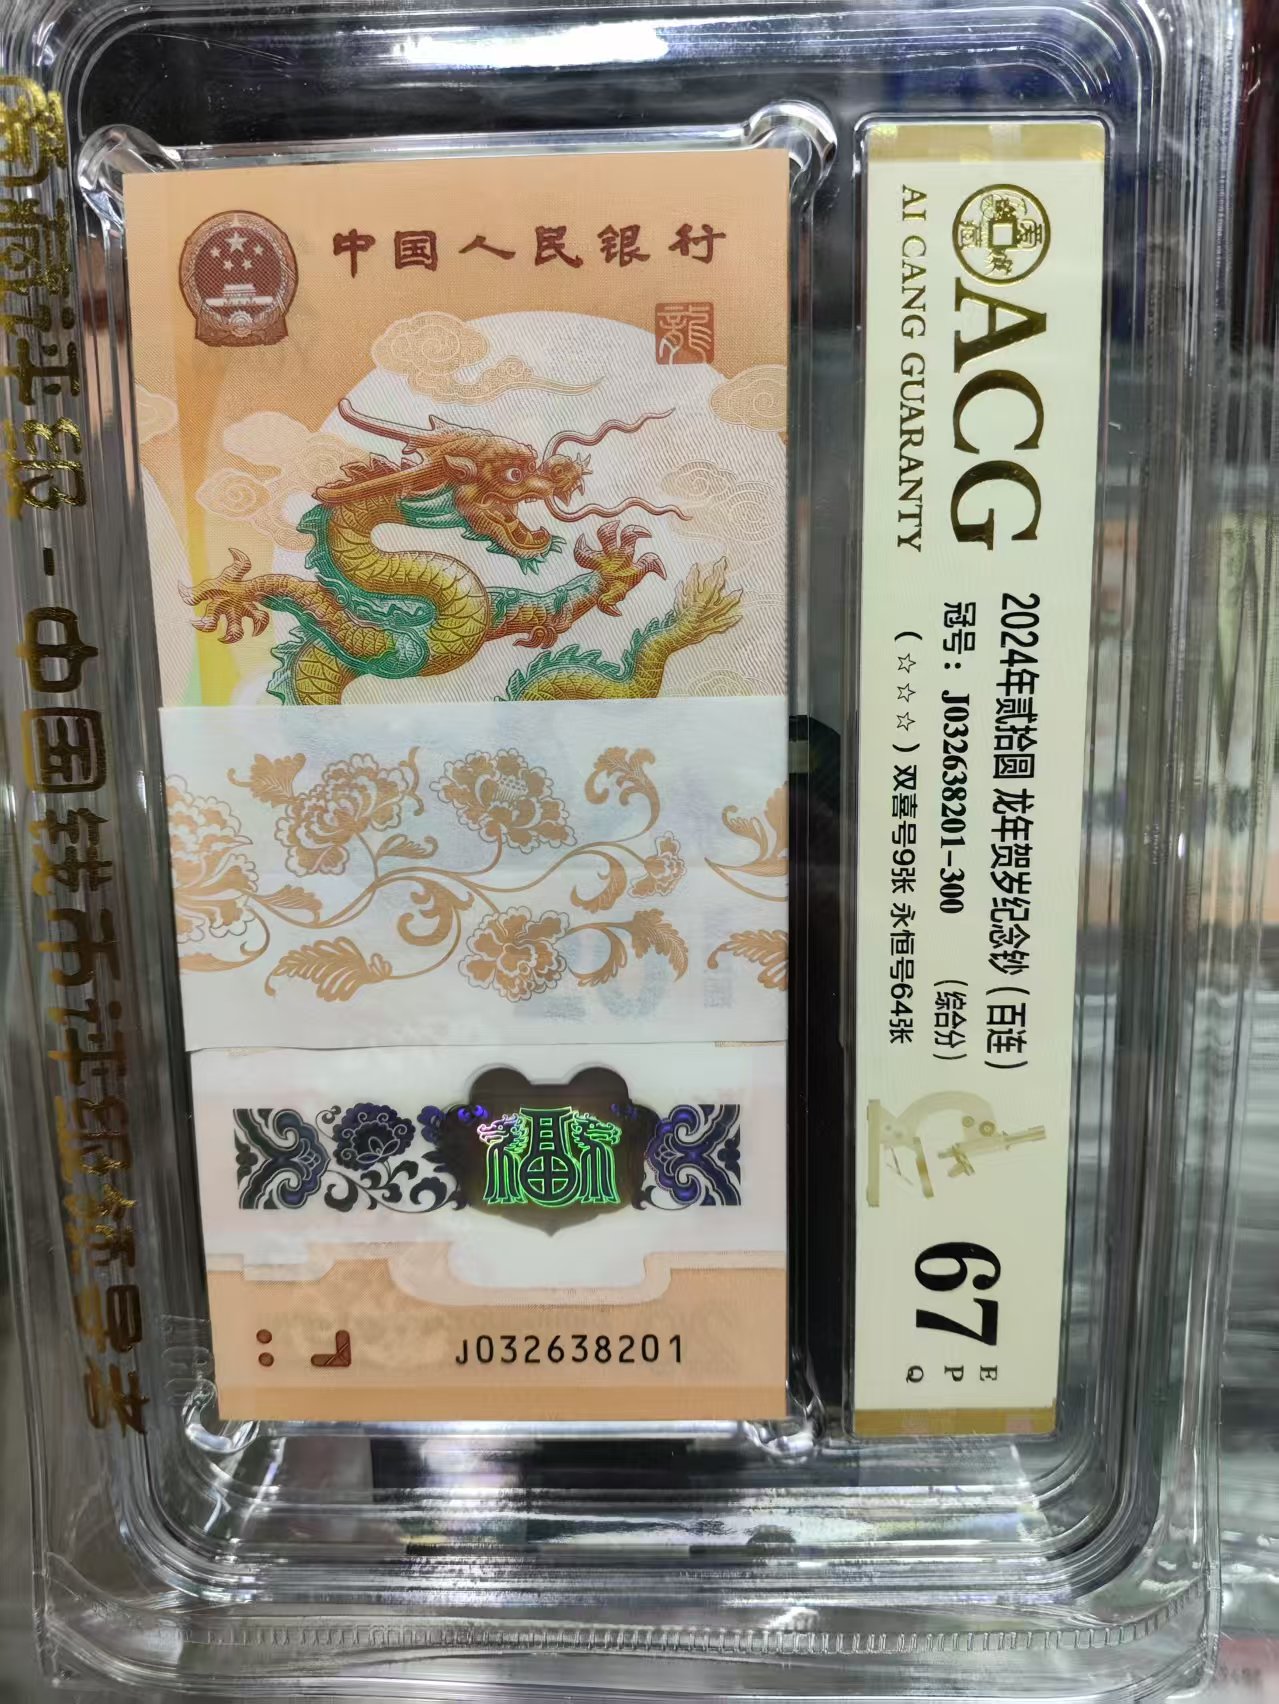 中国人民银行
龍
福
J032638201
ACG
AI CANG GUARANTY
2024年贰拾圆 龙年贺岁纪念钞（百连）
冠号：J032638201-300 （综合分）
（☆☆☆）双喜号9张 永恒号64张
67
E
P
Q
爱藏评级-中国钱币评级领导者